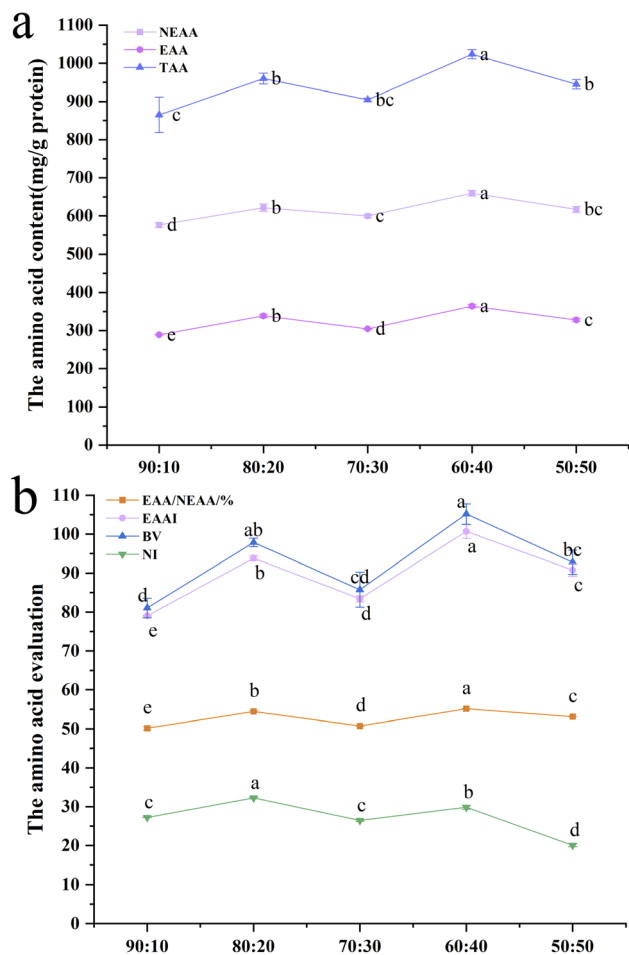 a
NEAA
EAA
TAA
The amino acid content(mg/g protein)
1100
1000
900
800
700
600
500
400
300
200
100
0
c b bc a b
d b c a bc
e b d a c
90:10 80:20 70:30 60:40 50:50
b
EAA/NEAA/%
EAAI
BV
NI
The amino acid evaluation
110
100
90
80
70
60
50
40
30
20
10
0
d ab cd a bc
e b d a c
e b d a c
c a c b d
90:10 80:20 70:30 60:40 50:50